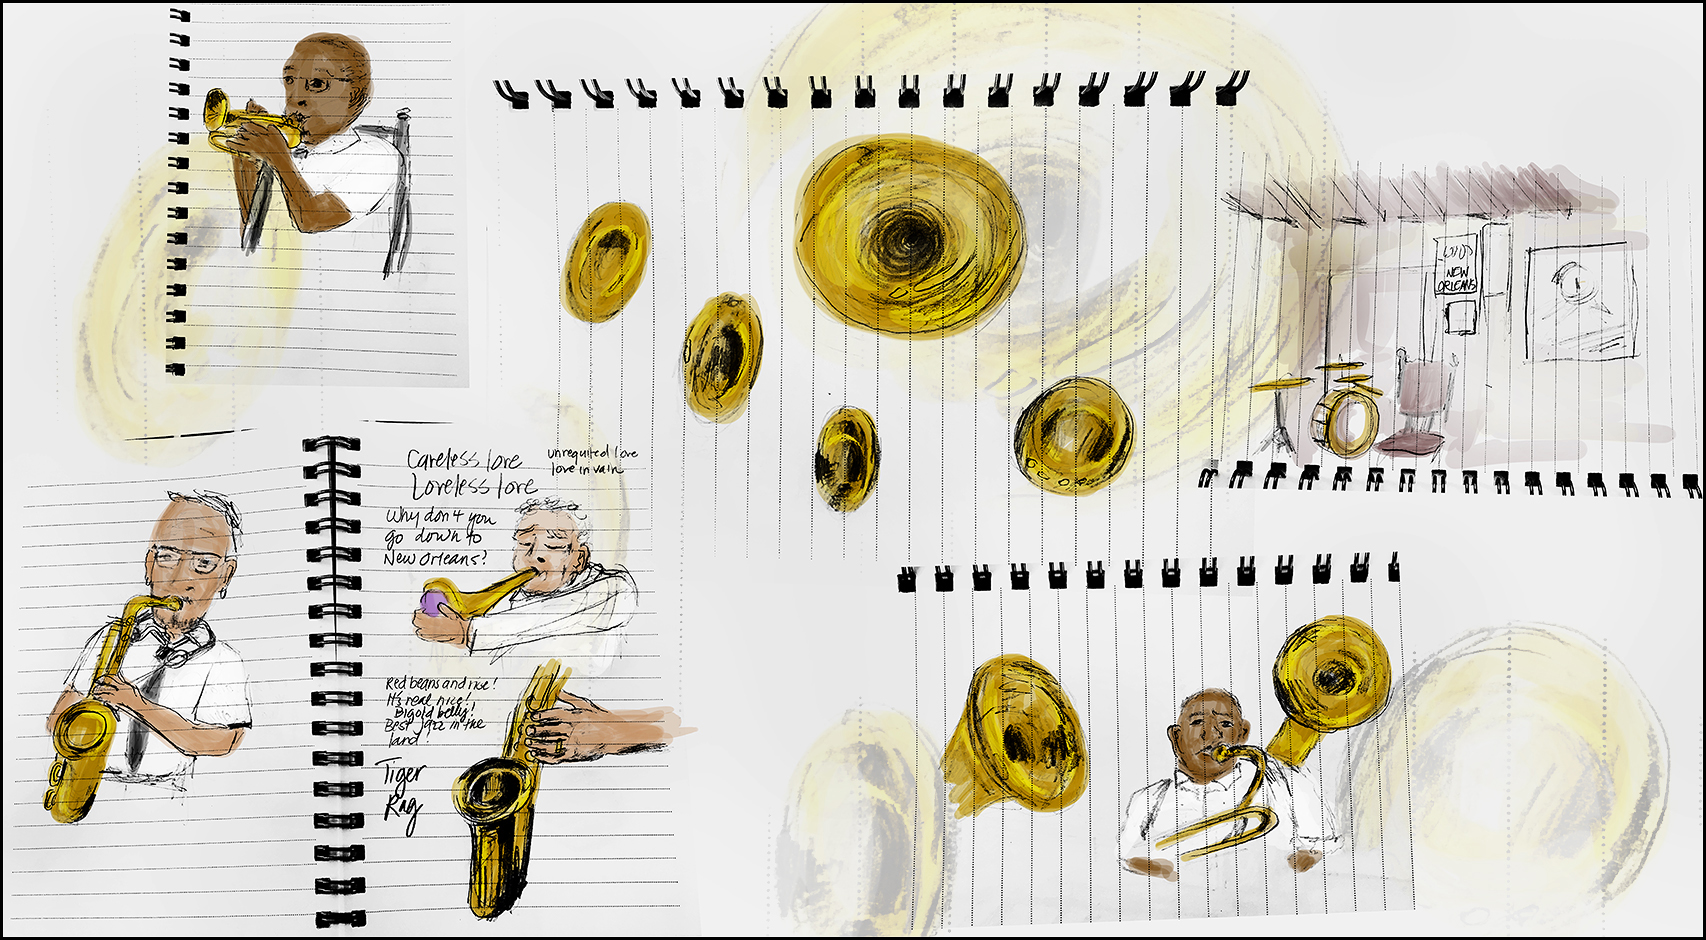 Careless love
Loveless love
unrequited love
love in vain
Why don't you
go down to
New Orleans?
Red beans and rice!
It's real nice!
Big old belly!
Best jazz in the
land!
Tiger
Rag
NEW
ORLEANS